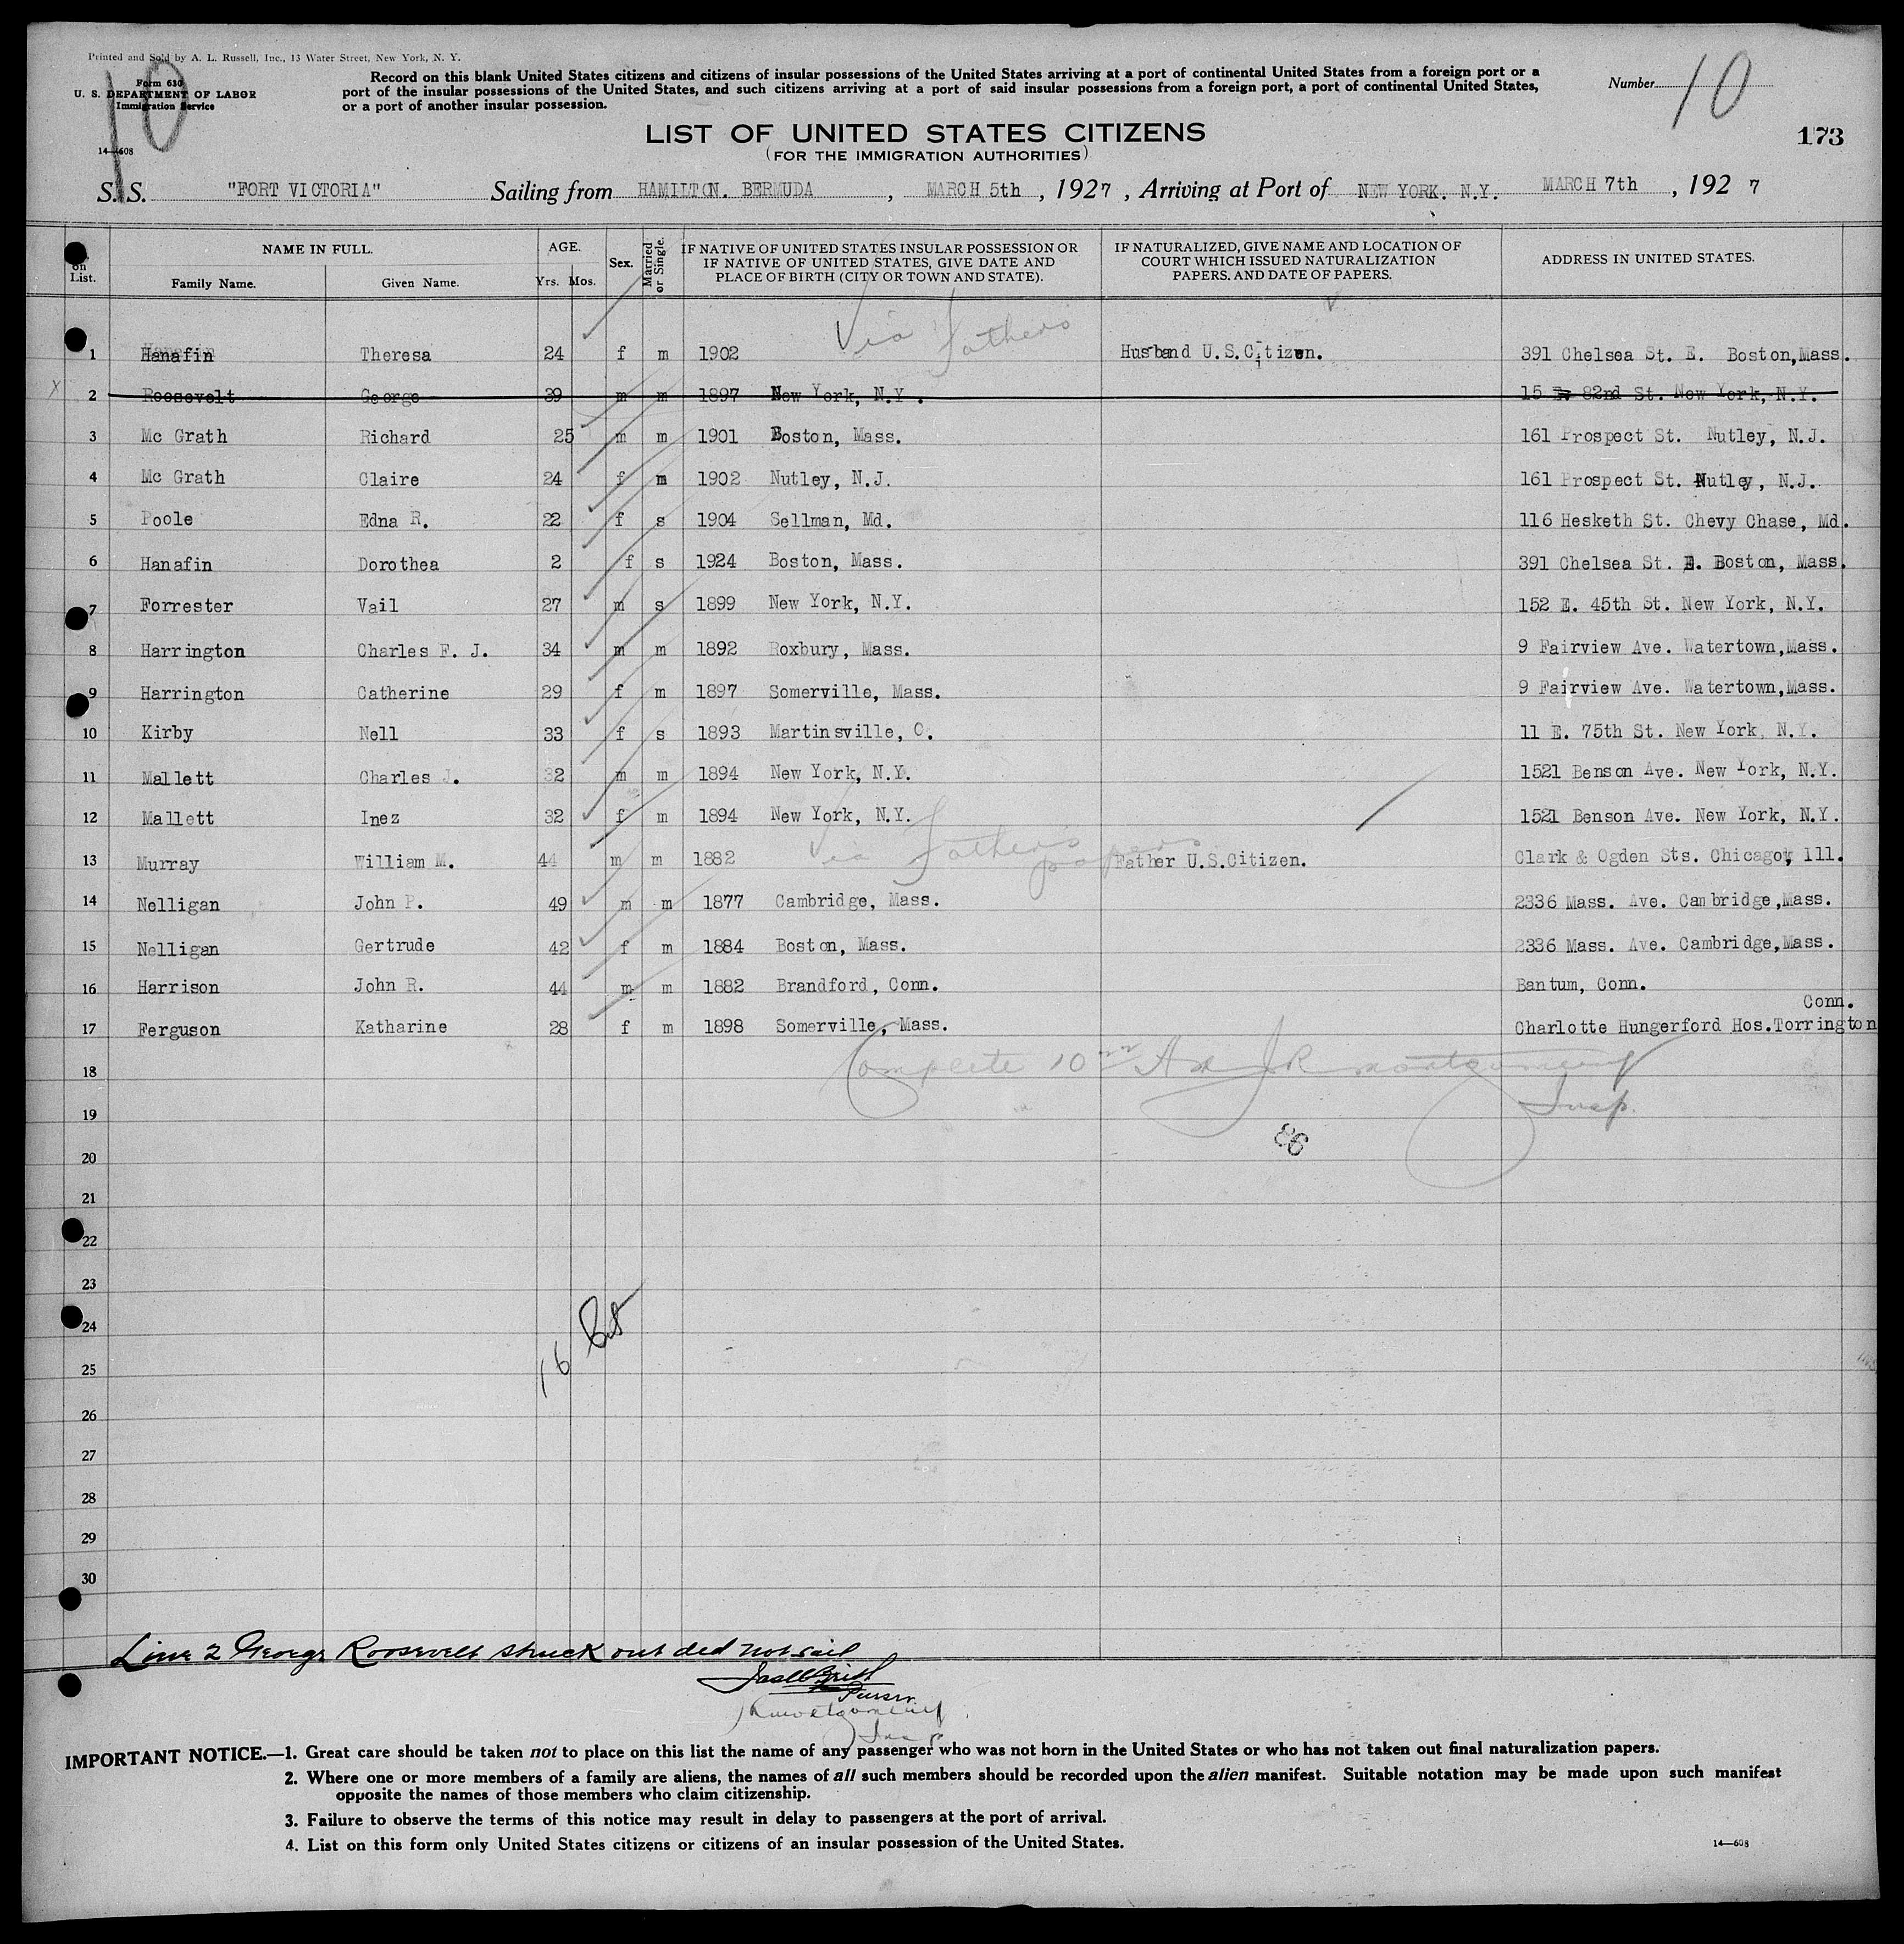 Printed and Sold by A. L. Russell, Inc., 13 Water Street, New York, N. Y.
Form 630
U. S. DEPARTMENT OF LABOR
Immigration Service
14—608
10
Record on this blank United States citizens and citizens of insular possessions of the United States arriving at a port of continental United States from a foreign port or a
port of the insular possessions of the United States, and such citizens arriving at a port of said insular possessions from a foreign port, a port of continental United States,
or a port of another insular possession.
Number 10
LIST OF UNITED STATES CITIZENS
(FOR THE IMMIGRATION AUTHORITIES)
173
S. S. "FORT VICTORIA" Sailing from HAMILTON. BERMUDA, MARCH 5th, 1927, Arriving at Port of NEW YORK. N.Y. MARCH 7th, 192 7
on List. NAME IN FULL. AGE. Sex. Married or Single. IF NATIVE OF UNITED STATES INSULAR POSSESSION OR IF NATIVE OF UNITED STATES, GIVE DATE AND PLACE OF BIRTH (CITY OR TOWN AND STATE). IF NATURALIZED, GIVE NAME AND LOCATION OF COURT WHICH ISSUED NATURALIZATION PAPERS, AND DATE OF PAPERS. ADDRESS IN UNITED STATES.
Family Name. Given Name. Yrs. Mos.
Via Fathers
1 Hanafin Theresa 24 f m 1902 Husband U.S.Citizen. 391 Chelsea St. E. Boston,Mass.
X 2 Roosevelt George 39 m m 1897 New York, N.Y. 15 E. 82nd St. New York, N.Y.
3 Mc Grath Richard 25 m m 1901 Boston, Mass. 161 Prospect St. Nutley, N.J.
4 Mc Grath Claire 24 f m 1902 Nutley, N.J. 161 Prospect St. Nutley, N.J.
5 Poole Edna R. 22 f s 1904 Sellman, Md. 116 Hesketh St. Chevy Chase, Md.
6 Hanafin Dorothea 2 f s 1924 Boston, Mass. 391 Chelsea St. E. Boston, Mass.
7 Forrester Vail 27 m s 1899 New York, N.Y. 152 E. 45th St. New York, N.Y.
8 Harrington Charles F. J. 34 m m 1892 Roxbury, Mass. 9 Fairview Ave. Watertown,Mass.
9 Harrington Catherine 29 f m 1897 Somerville, Mass. 9 Fairview Ave. Watertown,Mass.
10 Kirby Nell 33 f s 1893 Martinsville, O. 11 E. 75th St. New York, N.Y.
11 Mallett Charles J. 32 m m 1894 New York, N.Y. 1521 Benson Ave. New York, N.Y.
12 Mallett Inez 32 f m 1894 New York, N.Y. 1521 Benson Ave. New York, N.Y.
Via Father's papers
13 Murray William M. 44 m m 1882 Father U.S.Citizen. Clark & Ogden Sts. Chicago, Ill.
14 Nelligan John P. 49 m m 1877 Cambridge, Mass. 2336 Mass. Ave. Cambridge,Mass.
15 Nelligan Gertrude 42 f m 1884 Boston, Mass. 2336 Mass. Ave. Cambridge,Mass.
16 Harrison John R. 44 m m 1882 Brandford, Conn. Bantum, Conn.
17 Ferguson Katharine 28 f m 1898 Somerville, Mass. Charlotte Hungerford Hos.Torrington Conn.
18
Complete 10 JR Montgomery
Insp.
19
86
20
21
22
23
24
16
25
26
27
28
29
30
Line 2 George Roosevelt struck out did not sail
Purser
Insp
IMPORTANT NOTICE.—1. Great care should be taken not to place on this list the name of any passenger who was not born in the United States or who has not taken out final naturalization papers.
2. Where one or more members of a family are aliens, the names of all such members should be recorded upon the alien manifest. Suitable notation may be made upon such manifest
opposite the names of those members who claim citizenship.
3. Failure to observe the terms of this notice may result in delay to passengers at the port of arrival.
4. List on this form only United States citizens or citizens of an insular possession of the United States.
14—608